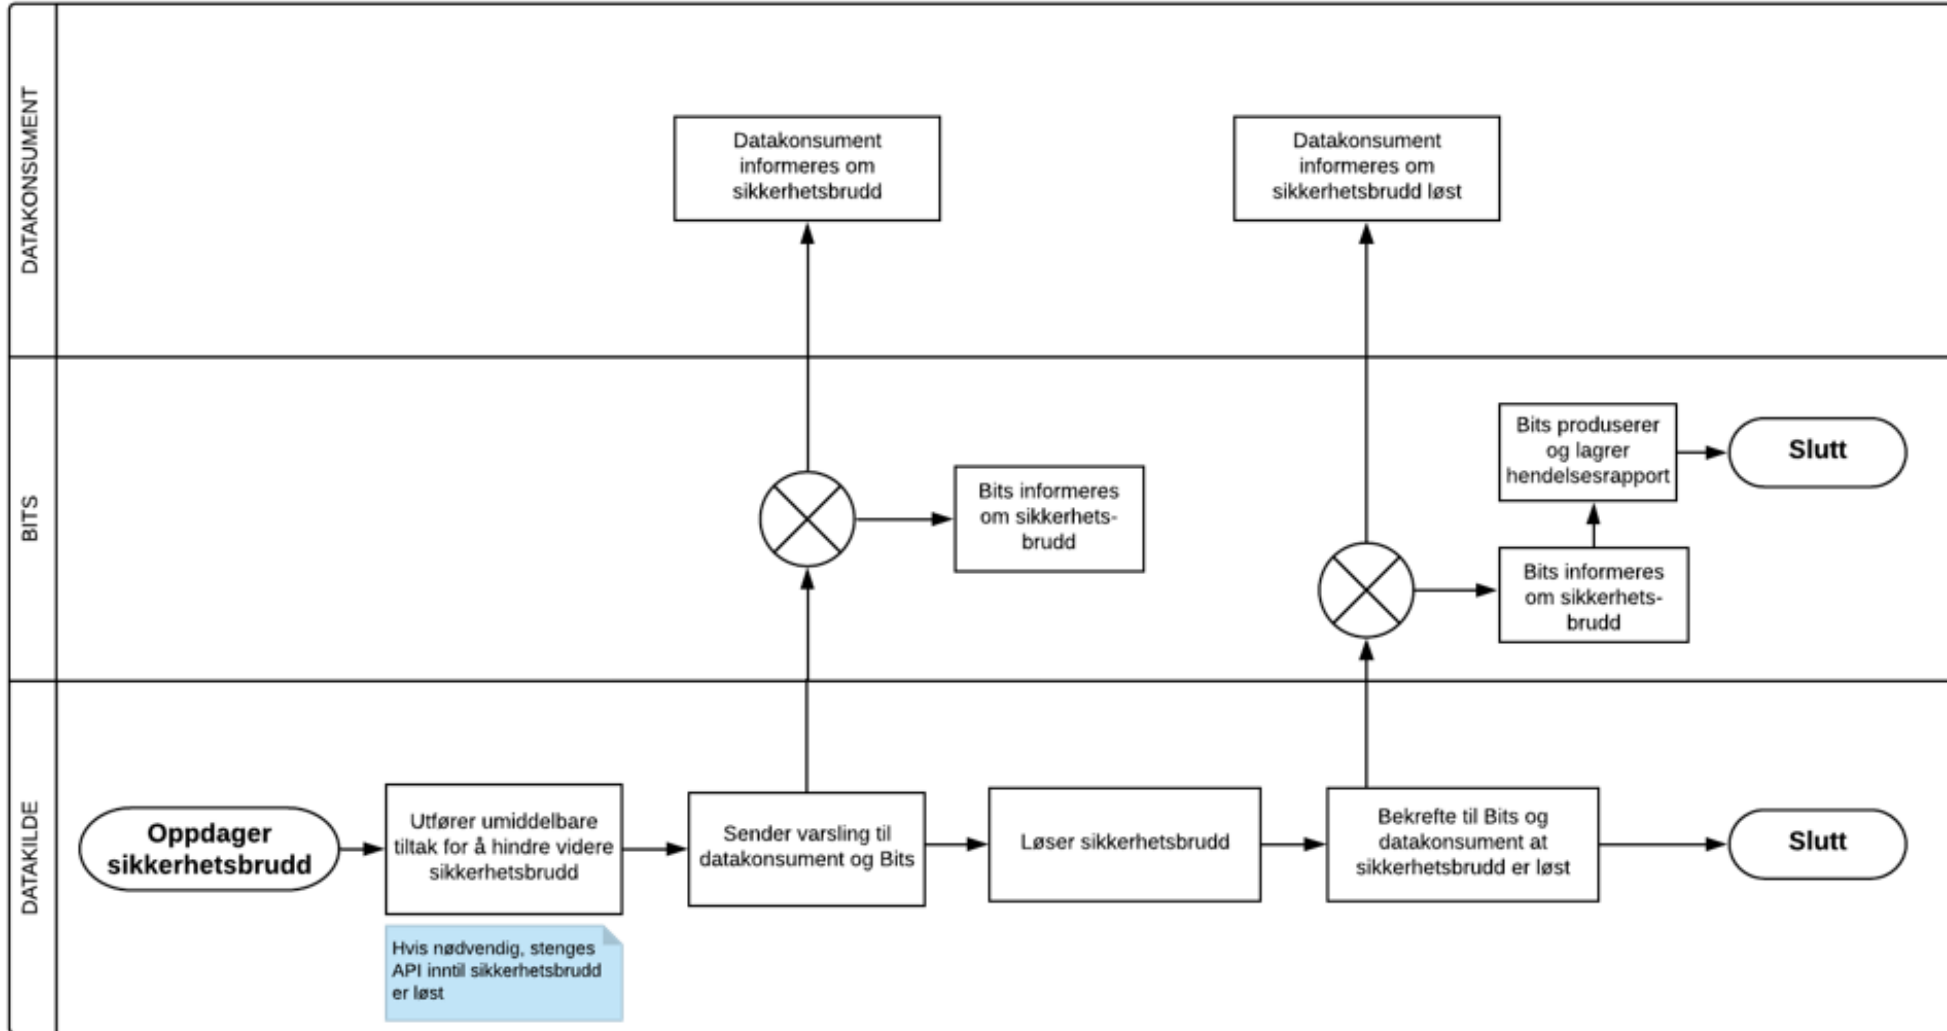 DATAKONSUMENT
Datakonsument
informeres om
sikkerhetsbrudd
Datakonsument
informeres om
sikkerhetsbrudd løst
BITS
Bits informeres
om sikkerhets-
brudd
Bits produserer
og lagrer
hendelsesrapport
Slutt
Bits informeres
om sikkerhets-
brudd
DATAKILDE
Oppdager
sikkerhetsbrudd
Utfører umiddelbare
tiltak for å hindre videre
sikkerhetsbrudd
Hvis nødvendig, stenges
API inntil sikkerhetsbrudd
er løst
Sender varsling til
datakonsument og Bits
Løser sikkerhetsbrudd
Bekrefte til Bits og
datakonsument at
sikkerhetsbrudd er løst
Slutt